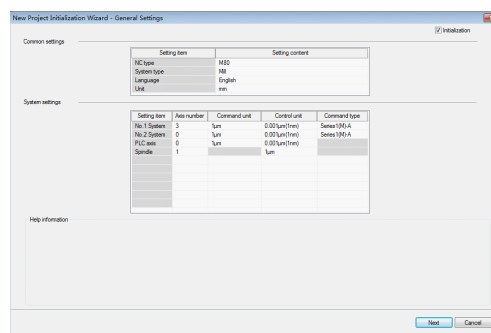 New Project Initialization Wizard - General Settings
Initialization
Common settings
Setting item Setting content
NC type M80
System type Mill
Language English
Unit mm
System settings
Setting item Axis number Command unit Control unit Command type
No.1 System 3 1μm 0.001μm(1nm) Series1(M)-A
No.2 System 0 1μm 0.001μm(1nm) Series1(M)-A
PLC axis 0 1μm 0.001μm(1nm)
Spindle 1 1μm
Help information
Next Cancel